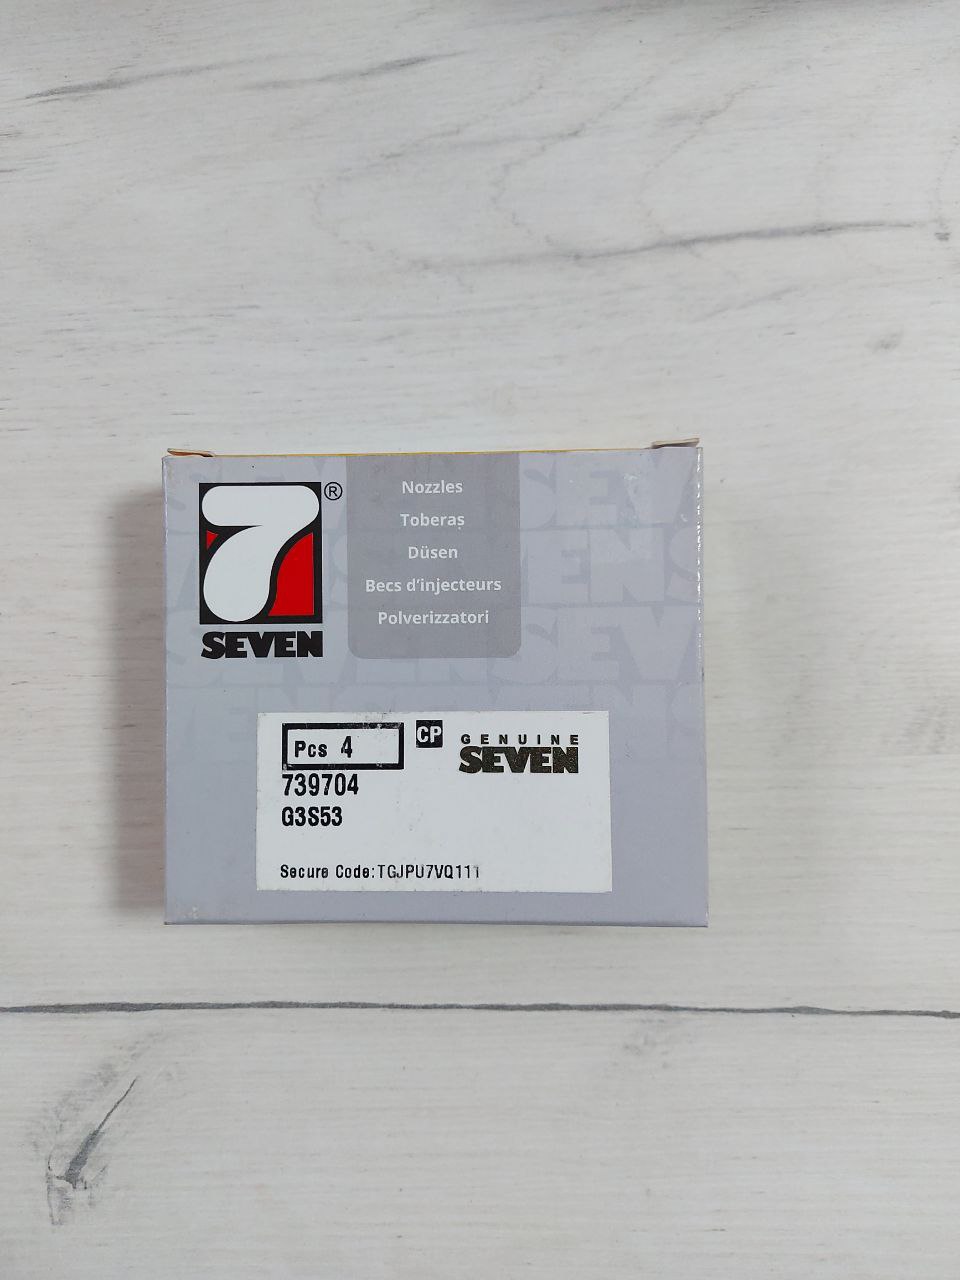 7®
SEVEN
Nozzles
Toberas
Düsen
Becs d'injecteurs
Polverizzatori
Pcs 4
CP
GENUINE
SEVEN
739704
G3S53
Secure Code:TGJPU7VQ111